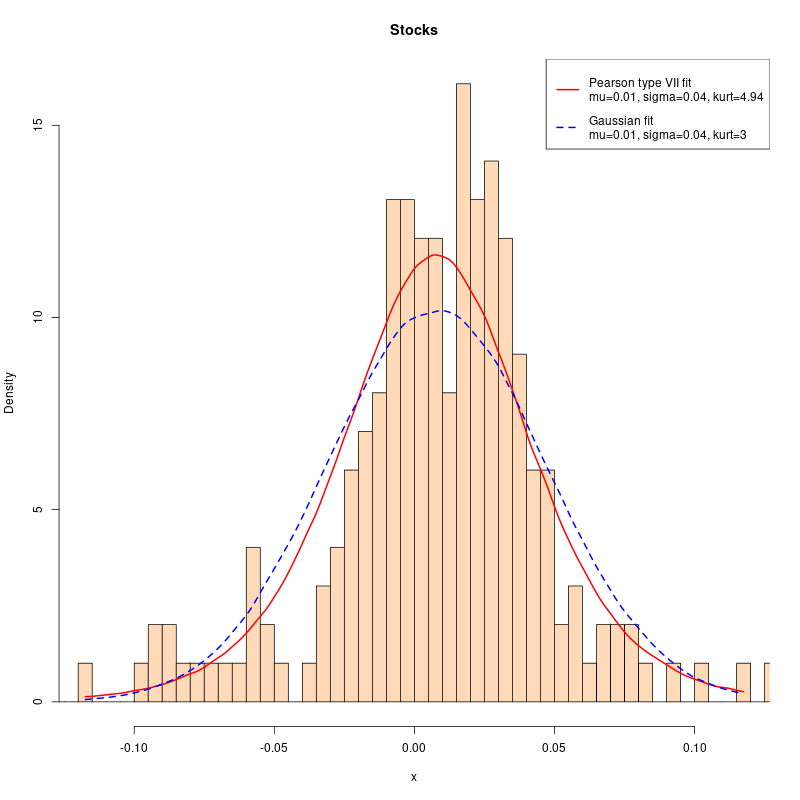 Stocks
Pearson type VII fit
mu=0.01, sigma=0.04, kurt=4.94
Gaussian fit
mu=0.01, sigma=0.04, kurt=3
15
10
5
0
Density
-0.10 -0.05 0.00 0.05 0.10
x